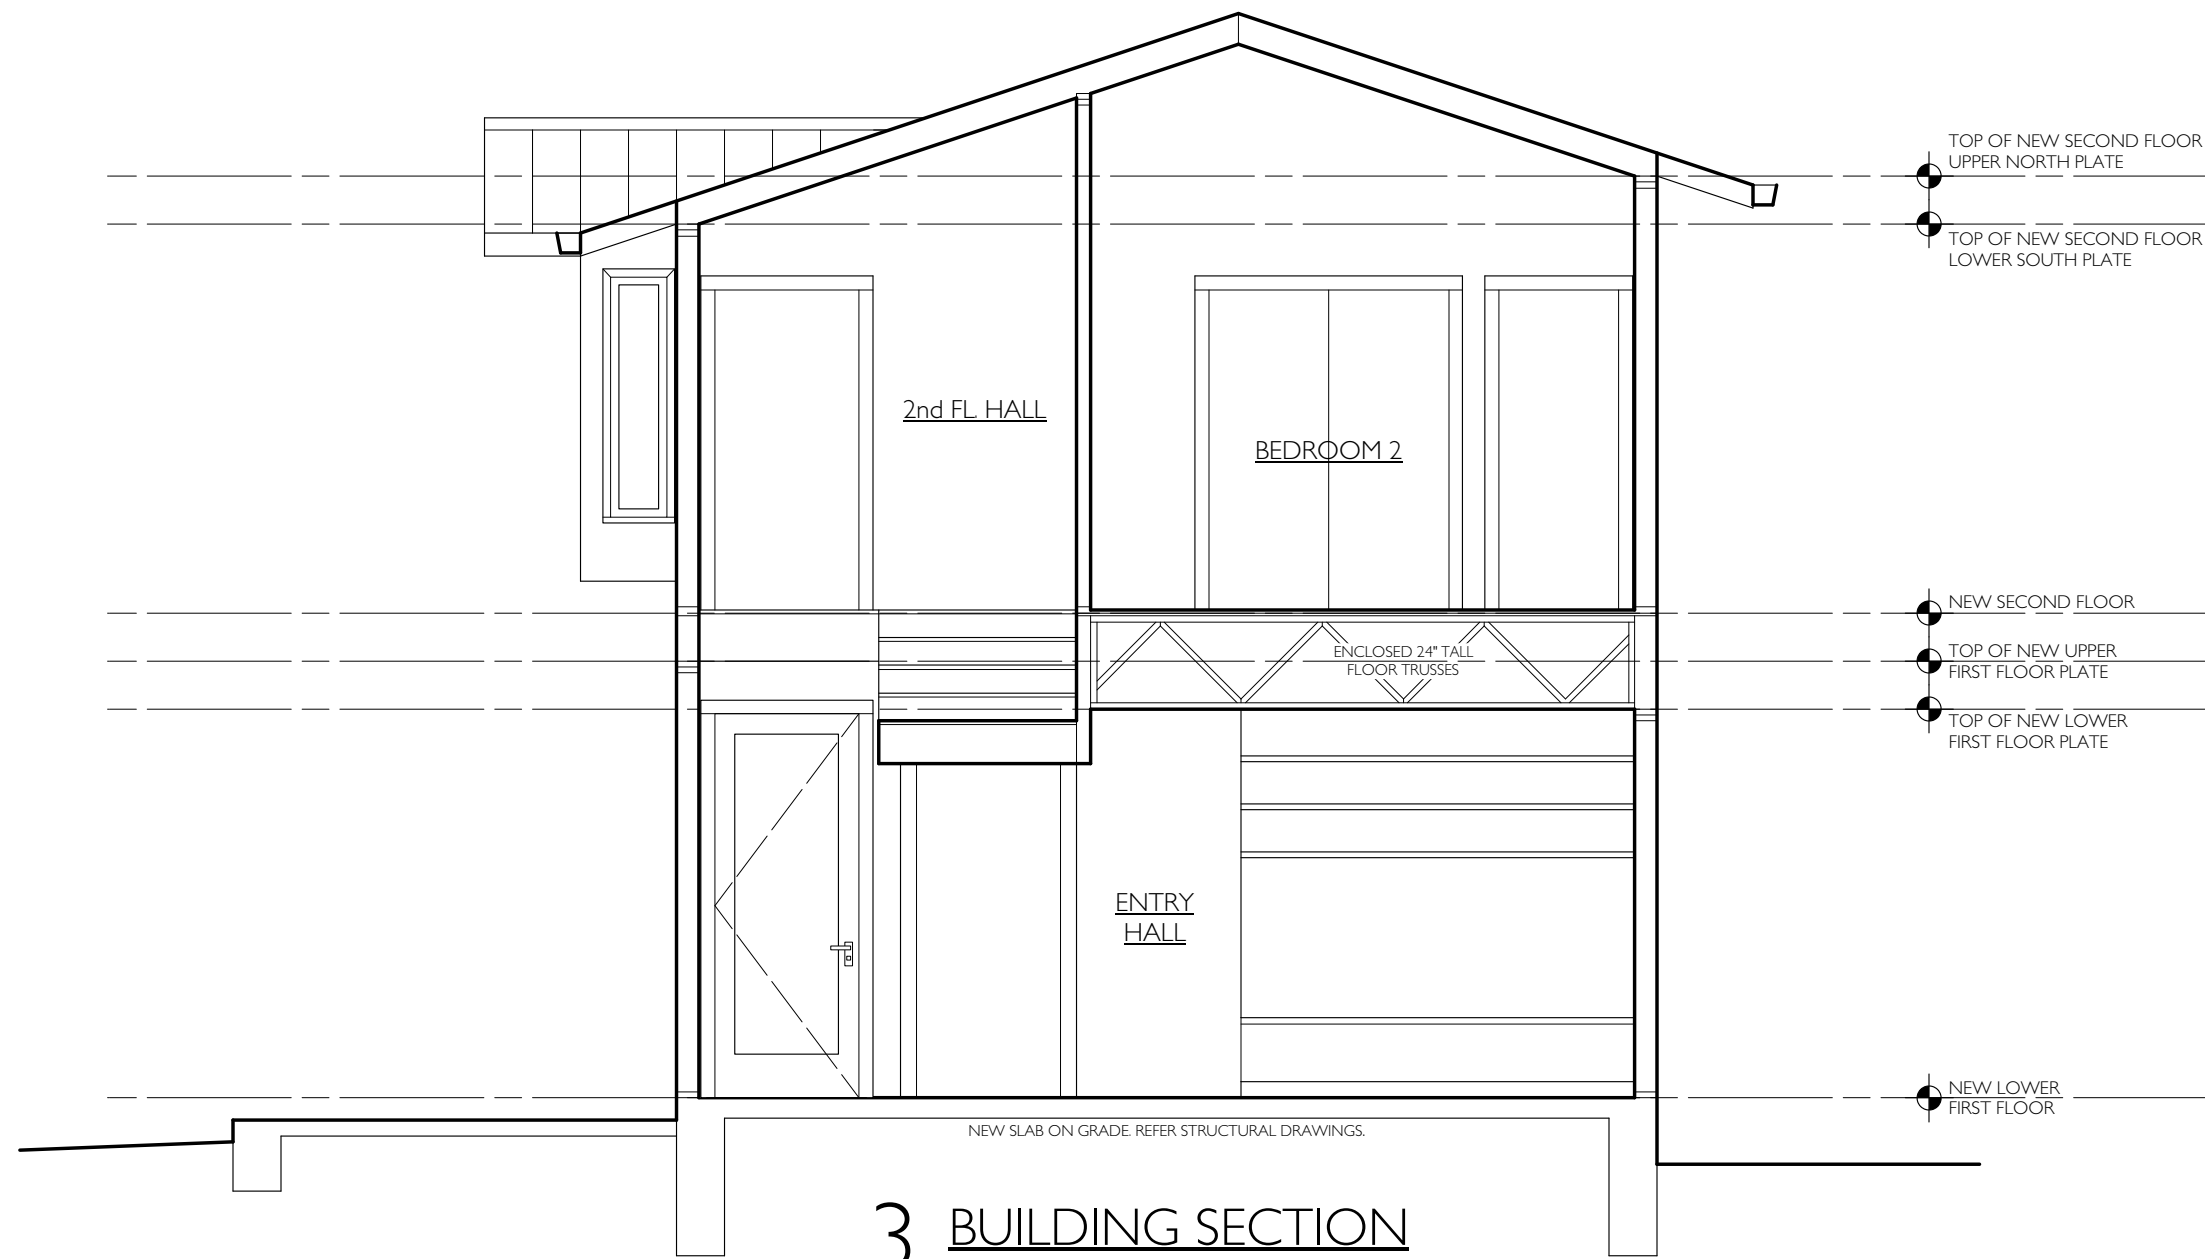 TOP OF NEW SECOND FLOOR
UPPER NORTH PLATE
TOP OF NEW SECOND FLOOR
LOWER SOUTH PLATE
2nd FL. HALL
BEDROOM 2
NEW SECOND FLOOR
ENCLOSED 24" TALL
FLOOR TRUSSES
TOP OF NEW UPPER
FIRST FLOOR PLATE
TOP OF NEW LOWER
FIRST FLOOR PLATE
ENTRY
HALL
NEW LOWER
FIRST FLOOR
NEW SLAB ON GRADE. REFER STRUCTURAL DRAWINGS.
3 BUILDING SECTION